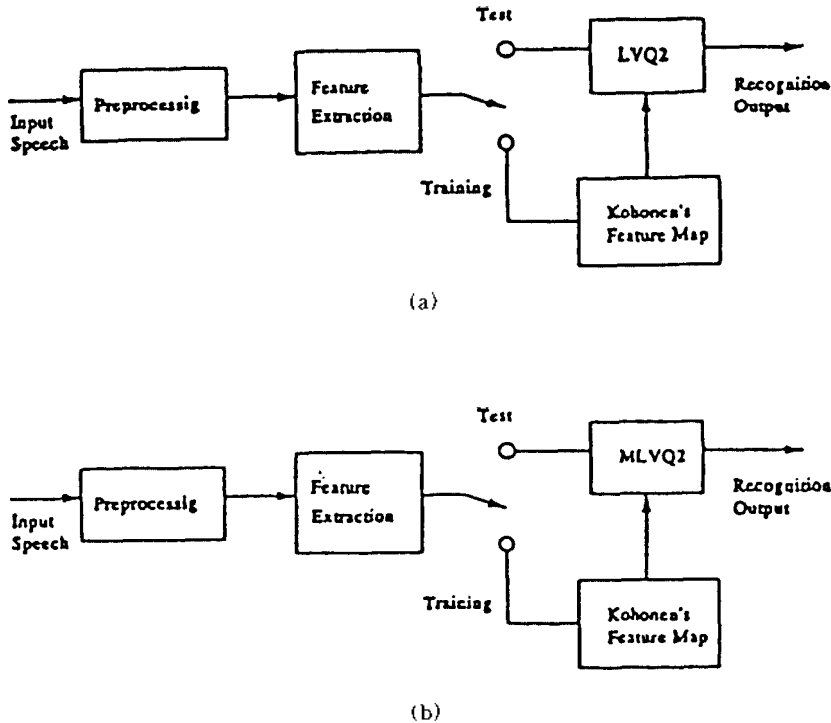 Test
LVQ2
Recognition
Output
Input
Speech
Preprocessig
Feature
Extraction
Training
Kohonen's
Feature Map
(a)
Test
MLVQ2
Recognition
Output
Input
Speech
Preprocessig
Feature
Extraction
Training
Kohonen's
Feature Map
(b)